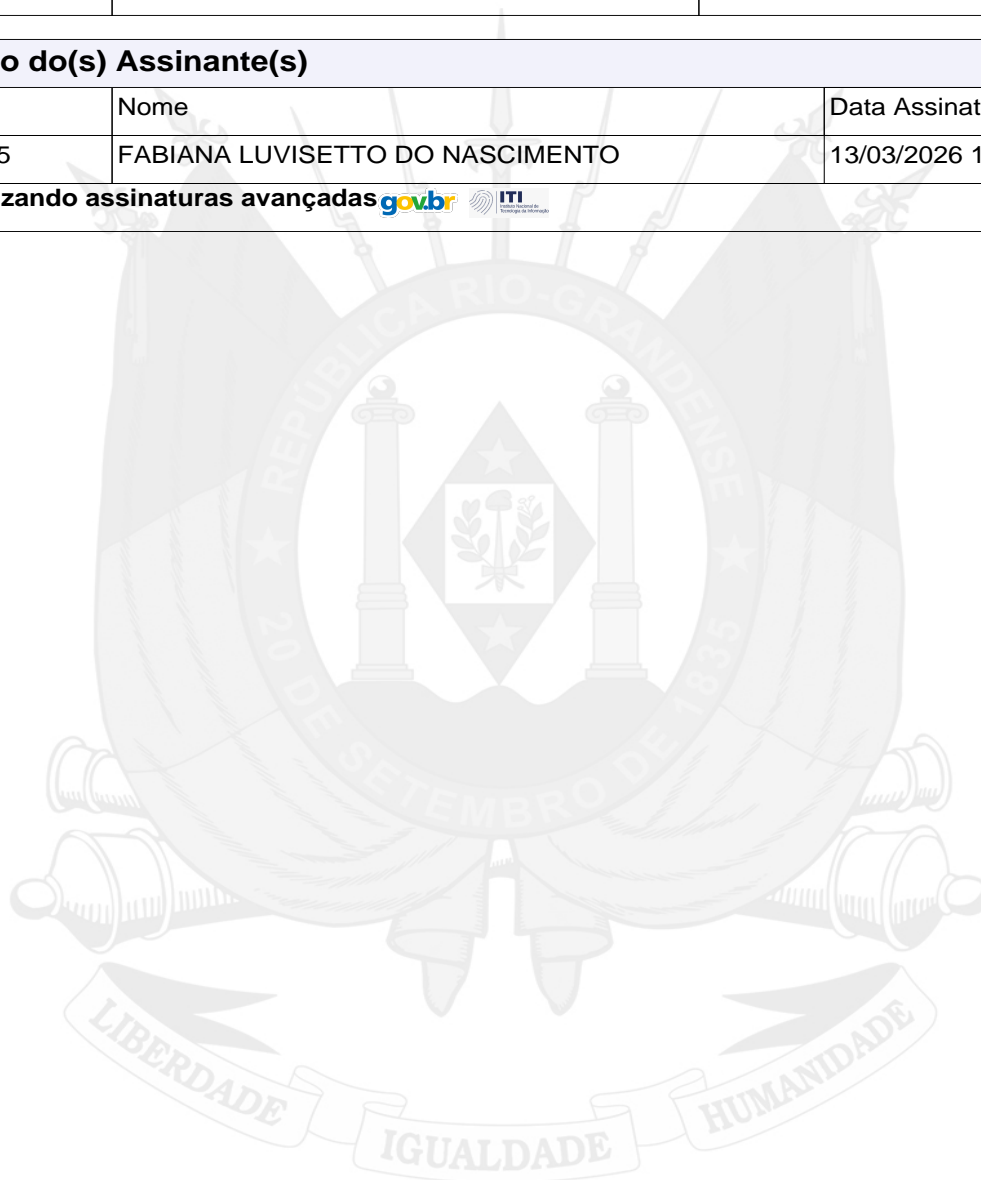 o do(s) Assinante(s)
Nome Data Assinat
5 FABIANA LUVISETTO DO NASCIMENTO 13/03/2026 1
zando assinaturas avançadas gov.br ITI
REPÚBLICA RIO-GRANDENSE
20 DE SETEMBRO DE 1835
LIBERDADE IGUALDADE HUMANIDADE